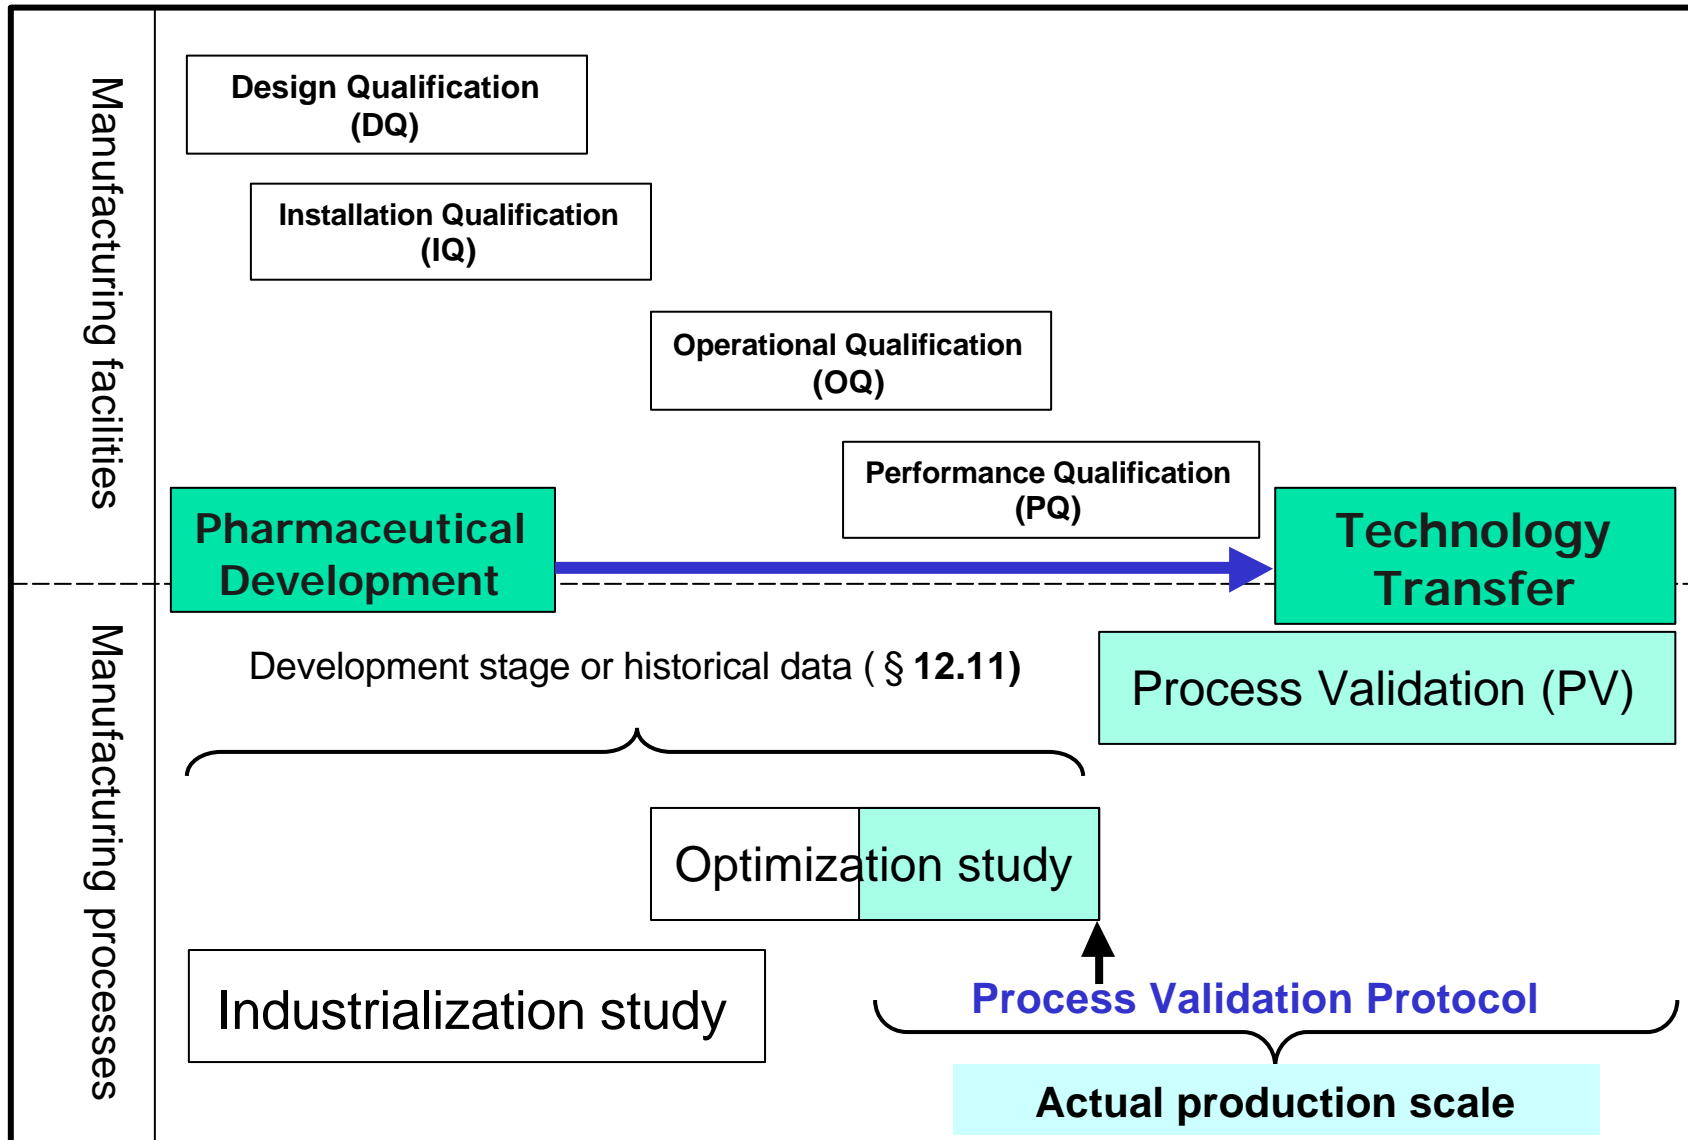 Manufacturing facilities
Design Qualification
(DQ)
Installation Qualification
(IQ)
Operational Qualification
(OQ)
Performance Qualification
(PQ)
Pharmaceutical
Development
Technology
Transfer
Manufacturing processes
Development stage or historical data ( § 12.11)
Process Validation (PV)
Optimization study
Industrialization study
Process Validation Protocol
Actual production scale